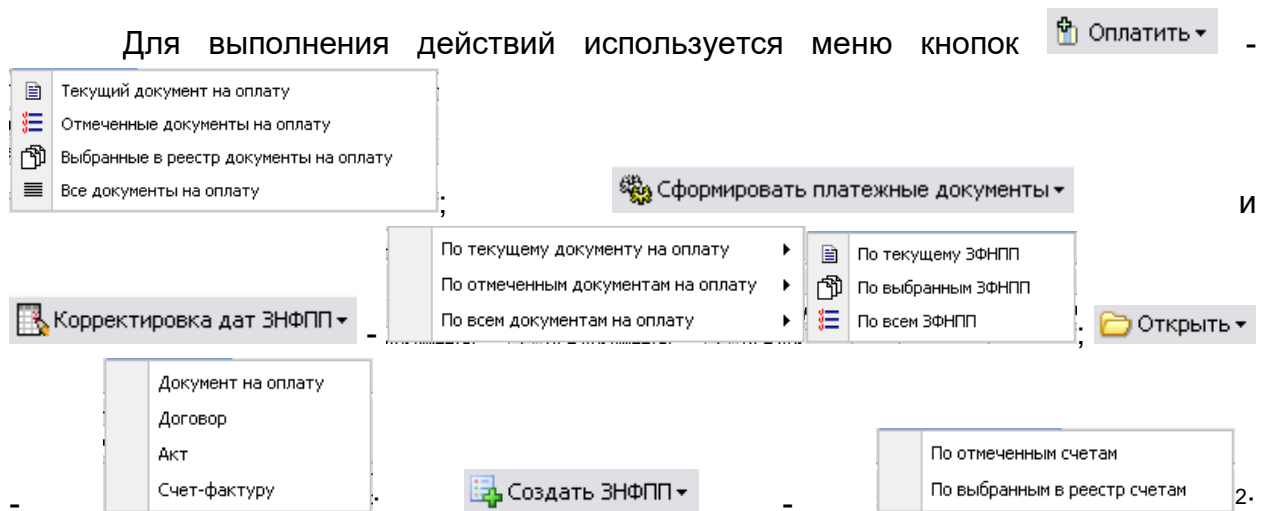 Для выполнения действий используется меню кнопок Оплатить -
Текущий документ на оплату
Отмеченные документы на оплату
Выбранные в реестр документы на оплату
Все документы на оплату
; Сформировать платежные документы и
Корректировка дат ЗНФПП -
По текущему документу на оплату
По отмеченным документам на оплату
По всем документам на оплату
По текущему ЗФНПП
По выбранным ЗФНПП
По всем ЗФНПП
; Открыть
-
Документ на оплату
Договор
Акт
Счет-фактуру
. Создать ЗНФПП -
По отмеченным счетам
По выбранным в реестр счетам
2.